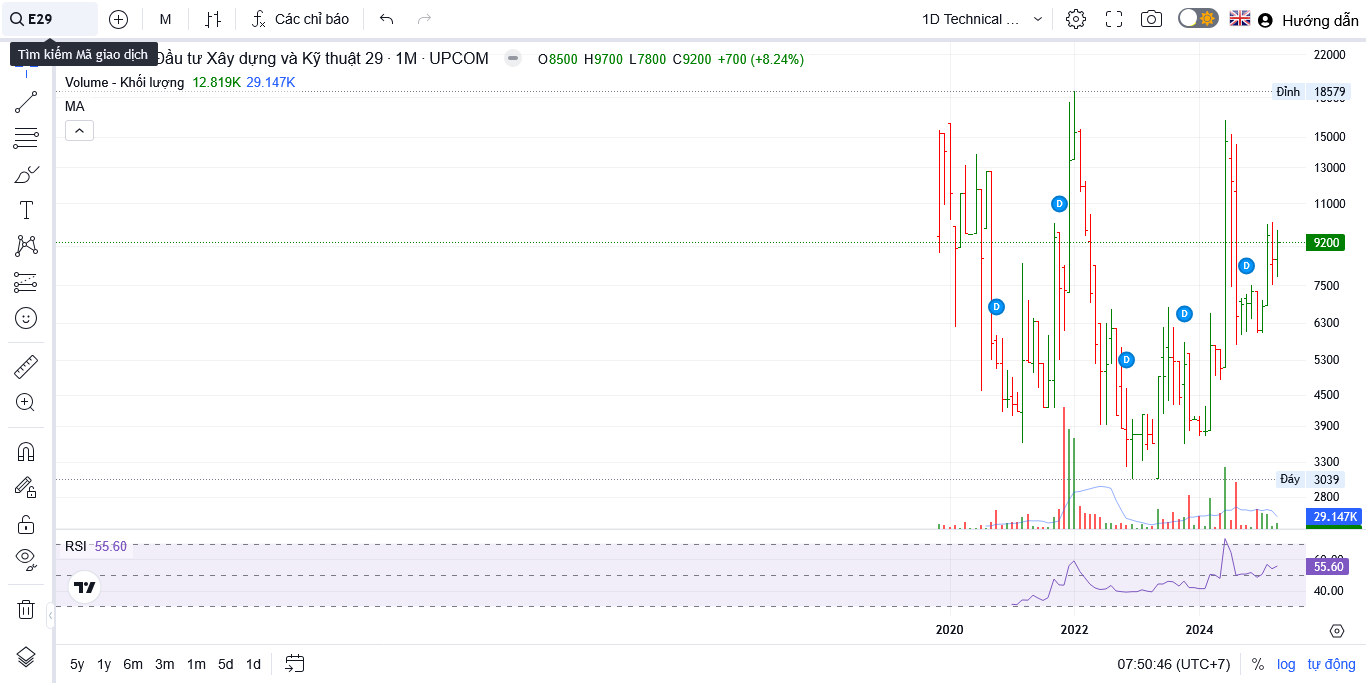 E29
M
Các chỉ báo
1D Technical ...
Hướng dẫn
Tìm kiếm Mã giao dịch
Đầu tư Xây dựng và Kỹ thuật 29 · 1M · UPCOM
O8500 H9700 L7800 C9200 +700 (+8.24%)
Volume - Khối lượng 12.819K 29.147K
MA
22000
Đỉnh 18579
15000
13000
11000
9200
7500
6300
5300
4500
3900
3300
Đáy 3039
2800
29.147K
D
D
D
D
D
RSI 55.60
55.60
40.00
2020 2022 2024
5y 1y 6m 3m 1m 5d 1d
07:50:46 (UTC+7)
% log tự động